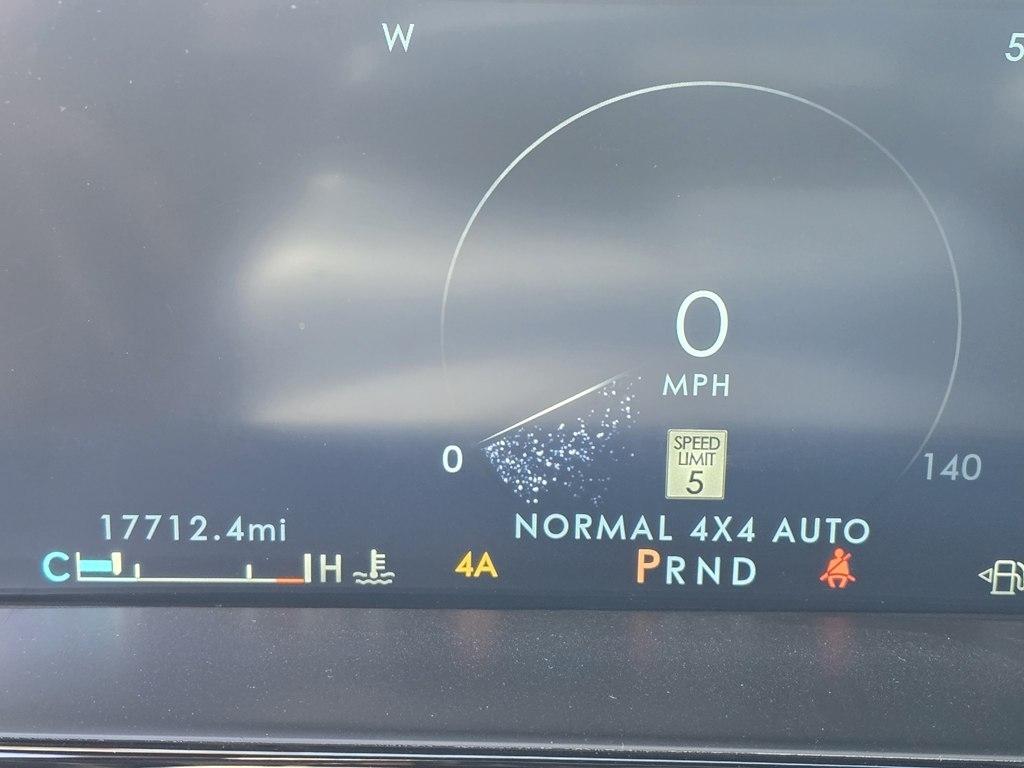 W
5
0
MPH
SPEED
LIMIT
5
0
140
17712.4mi
NORMAL 4X4 AUTO
C H 4A PRND